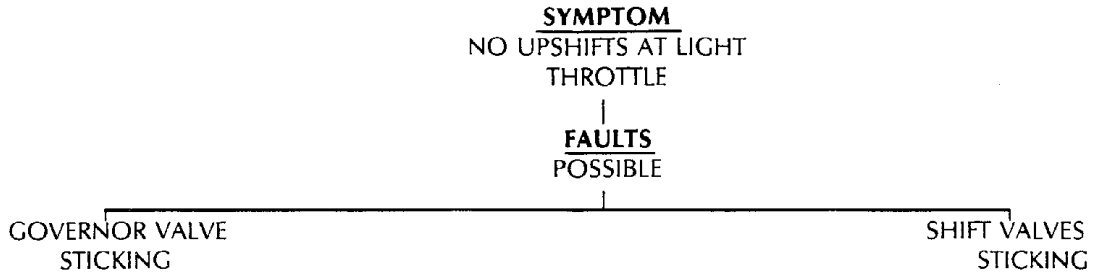 SYMPTOM
NO UPSHIFTS AT LIGHT
THROTTLE
FAULTS
POSSIBLE
GOVERNOR VALVE
STICKING
SHIFT VALVES
STICKING